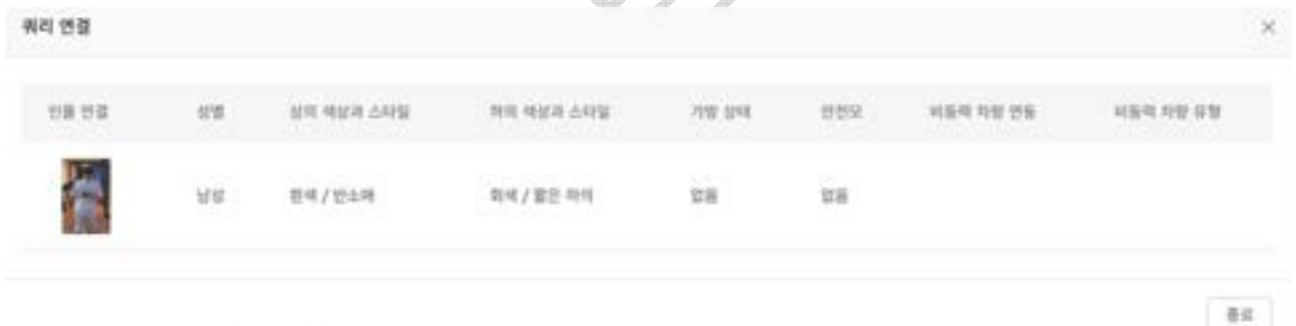 쿼리 연결
인물 연결 성별 상의 색상과 스타일 하의 색상과 스타일 가방 상태 안전모 비동력 차량 연동 비동력 차량 유형
남성 흰색 / 반소매 회색 / 짧은 하의 없음 없음
종료